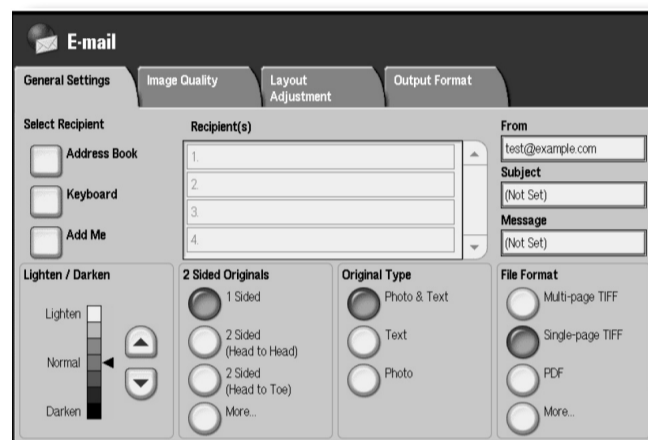 E-mail
General Settings
Image Quality
Layout
Adjustment
Output Format
Select Recipient
Address Book
Keyboard
Add Me
Recipient(s)
1.
2.
3.
4.
From
test@example.com
Subject
(Not Set)
Message
(Not Set)
Lighten / Darken
Lighten
Normal
Darken
2 Sided Originals
1 Sided
2 Sided
(Head to Head)
2 Sided
(Head to Toe)
More...
Original Type
Photo & Text
Text
Photo
File Format
Multi-page TIFF
Single-page TIFF
PDF
More...